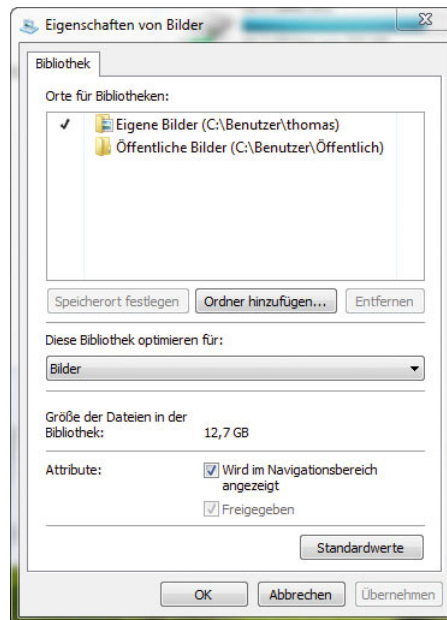 Eigenschaften von Bilder
Bibliothek
Orte für Bibliotheken:
Eigene Bilder (C:\Benutzer\thomas)
Öffentliche Bilder (C:\Benutzer\Öffentlich)
Speicherort festlegen Ordner hinzufügen... Entfernen
Diese Bibliothek optimieren für:
Bilder
Größe der Dateien in der
Bibliothek: 12,7 GB
Attribute: Wird im Navigationsbereich
angezeigt
Freigegeben
Standardwerte
OK Abbrechen Übernehmen